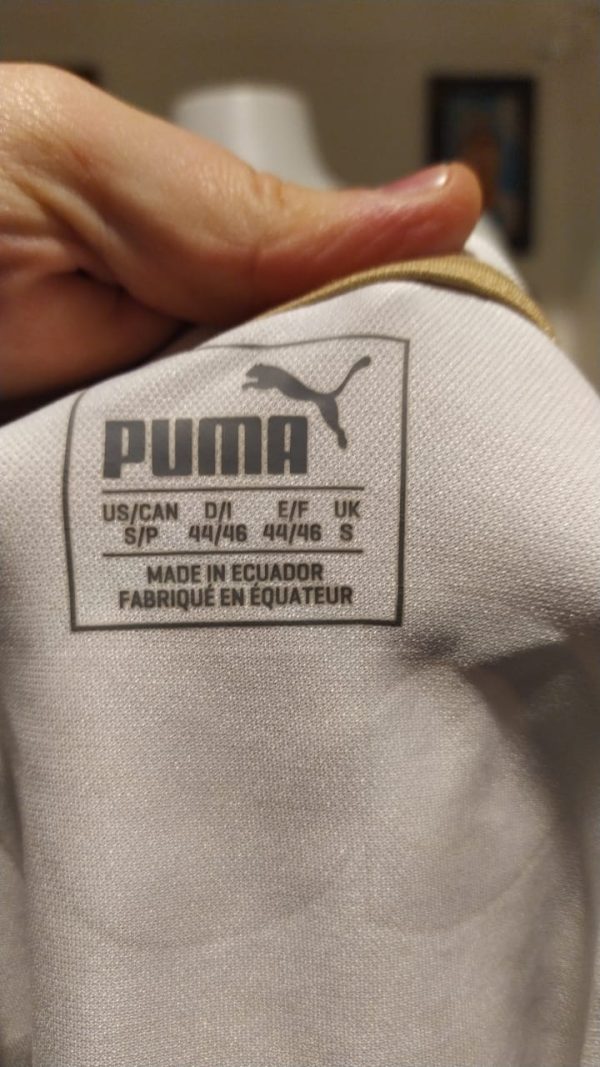 PUMA
US/CAN D/I E/F UK
S/P 44/46 44/46 S
MADE IN ECUADOR
FABRIQUÉ EN ÉQUATEUR